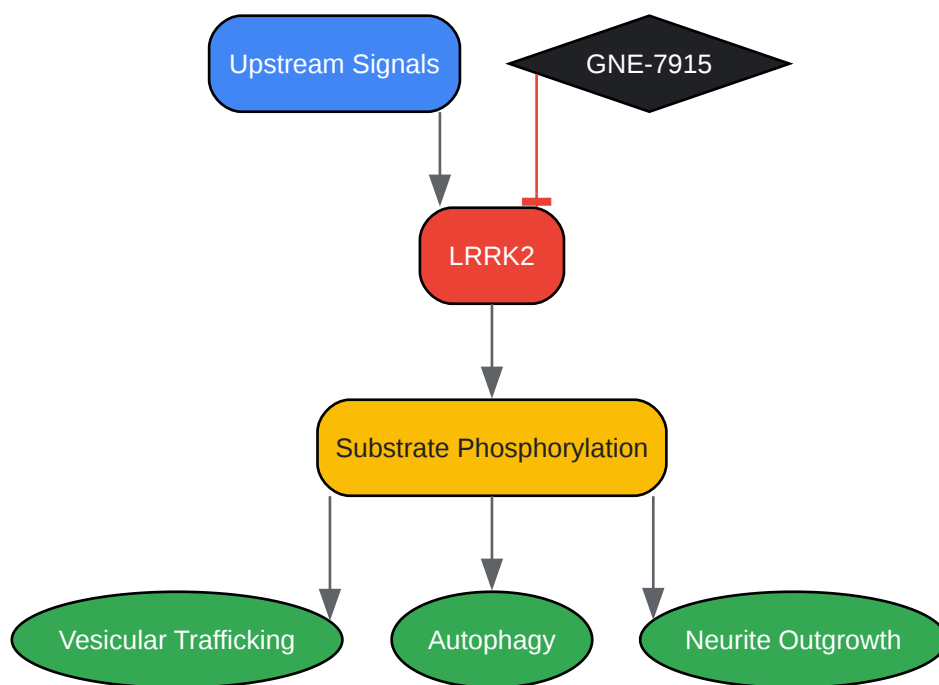 Upstream Signals
GNE-7915
LRRK2
Substrate Phosphorylation
Vesicular Trafficking
Autophagy
Neurite Outgrowth